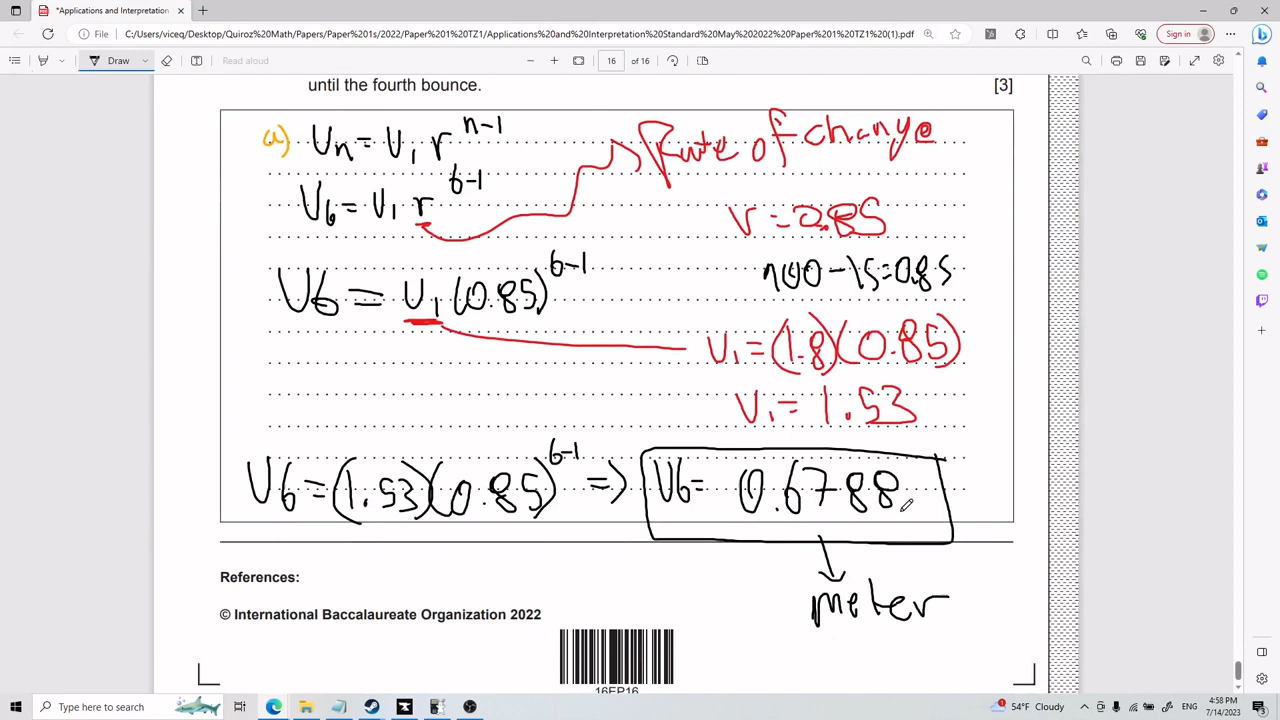 *Applications and Interpretation S
File
C:/Users/viceq/Desktop/Quiroz%20Math/Papers/Paper%201s/2022/Paper%201%20TZ1/Applications%20and%20Interpretation%20Standard%20May%202022%20Paper%201%20TZ1%20(1).pdf
Sign in
Draw
Read aloud
16 of 16
until the fourth bounce. [3]
a) Un = U1 r^n-1
Rate of change
U6 = U1 r^6-1
r = 0.85
U6 = U1 (0.85)^6-1
100 - 15 = 0.85
U1 = (1.8)(0.85)
U1 = 1.53
U6 = (1.53)(0.85)^6-1 => U6 = 0.6788
meter
References:
© International Baccalaureate Organization 2022
16EP16
Type here to search
54°F Cloudy
4:58 PM
7/14/2023